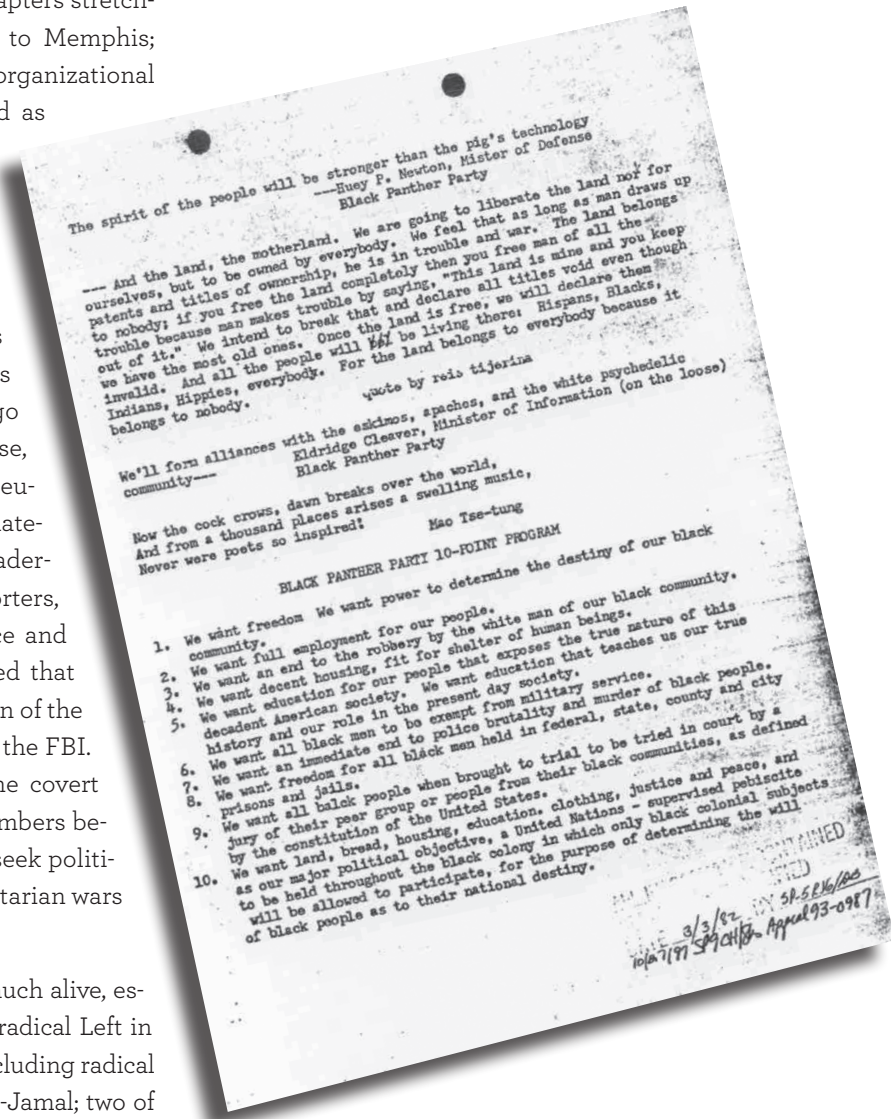 apters stretch-
to Memphis;
organizational
d as
s
s
go
se,
eu-
ate-
ader-
orters,
ce and
ed that
n of the
the FBI.
ne covert
mbers be-
seek politi-
tarian wars
much alive, es-
radical Left in
cluding radical
-Jamal; two of
The spirit of the people will be stronger than the pig's technology
---Huey P. Newton, Mister of Defense
Black Panther Party
--- And the land, the motherland. We are going to liberate the land nor for
ourselves, but to be owned by everybody. We feel that as long as man draws up
patents and titles of ownership, he is in trouble and war. The land belongs
to nobody; if you free the land completely then you free man of all the
trouble because man makes trouble by saying, "This land is mine and you keep
out of it." We intend to break that and declare all titles void even though
we have the most old ones. Once the land is free, we will declare them
invalid. And all the people will be living there: Hispans, Blacks,
Indians, Hippies, everybody. For the land belongs to everybody because it
belongs to nobody.
quote by reis tijerina
We'll form alliances with the eskimos, apaches, and the white psychedelic
community--- Eldridge Cleaver, Minister of Information (on the loose)
Black Panther Party
Now the cock crows, dawn breaks over the world,
And from a thousand places arises a swelling music,
Never were poets so inspired! Mao Tse-tung
BLACK PANTHER PARTI 10-POINT PROGRAM
1. We want freedom We want power to determine the destiny of our black
community.
2. We want full employment for our people.
3. We want an end to the robbery by the white man of our black community.
4. We want decent housing, fit for shelter of human beings.
5. We want education for our people that exposes the true nature of this
decadent American society. We want education that teaches us our true
history and our role in the present day society.
6. We want all black men to be exempt from military service.
7. We want an immediate end to police brutality and murder of black people.
8. We want freedom for all black men held in federal, state, county and city
prisons and jails.
9. We want all balck people when brought to trial to be tried in court by a
jury of their peer group or people from their black communities, as defined
by the constitution of the United States.
10. We want land, bread, housing, education. clothing, justice and peace, and
as our major political objective, a United Nations - supervised pebiscite
to be held throughout the black colony in which only black colonial subjects
will be allowed to participate, for the purpose of determining the will
of black people as to their national destiny.
3/3/82 BY
Appeal 93-0987